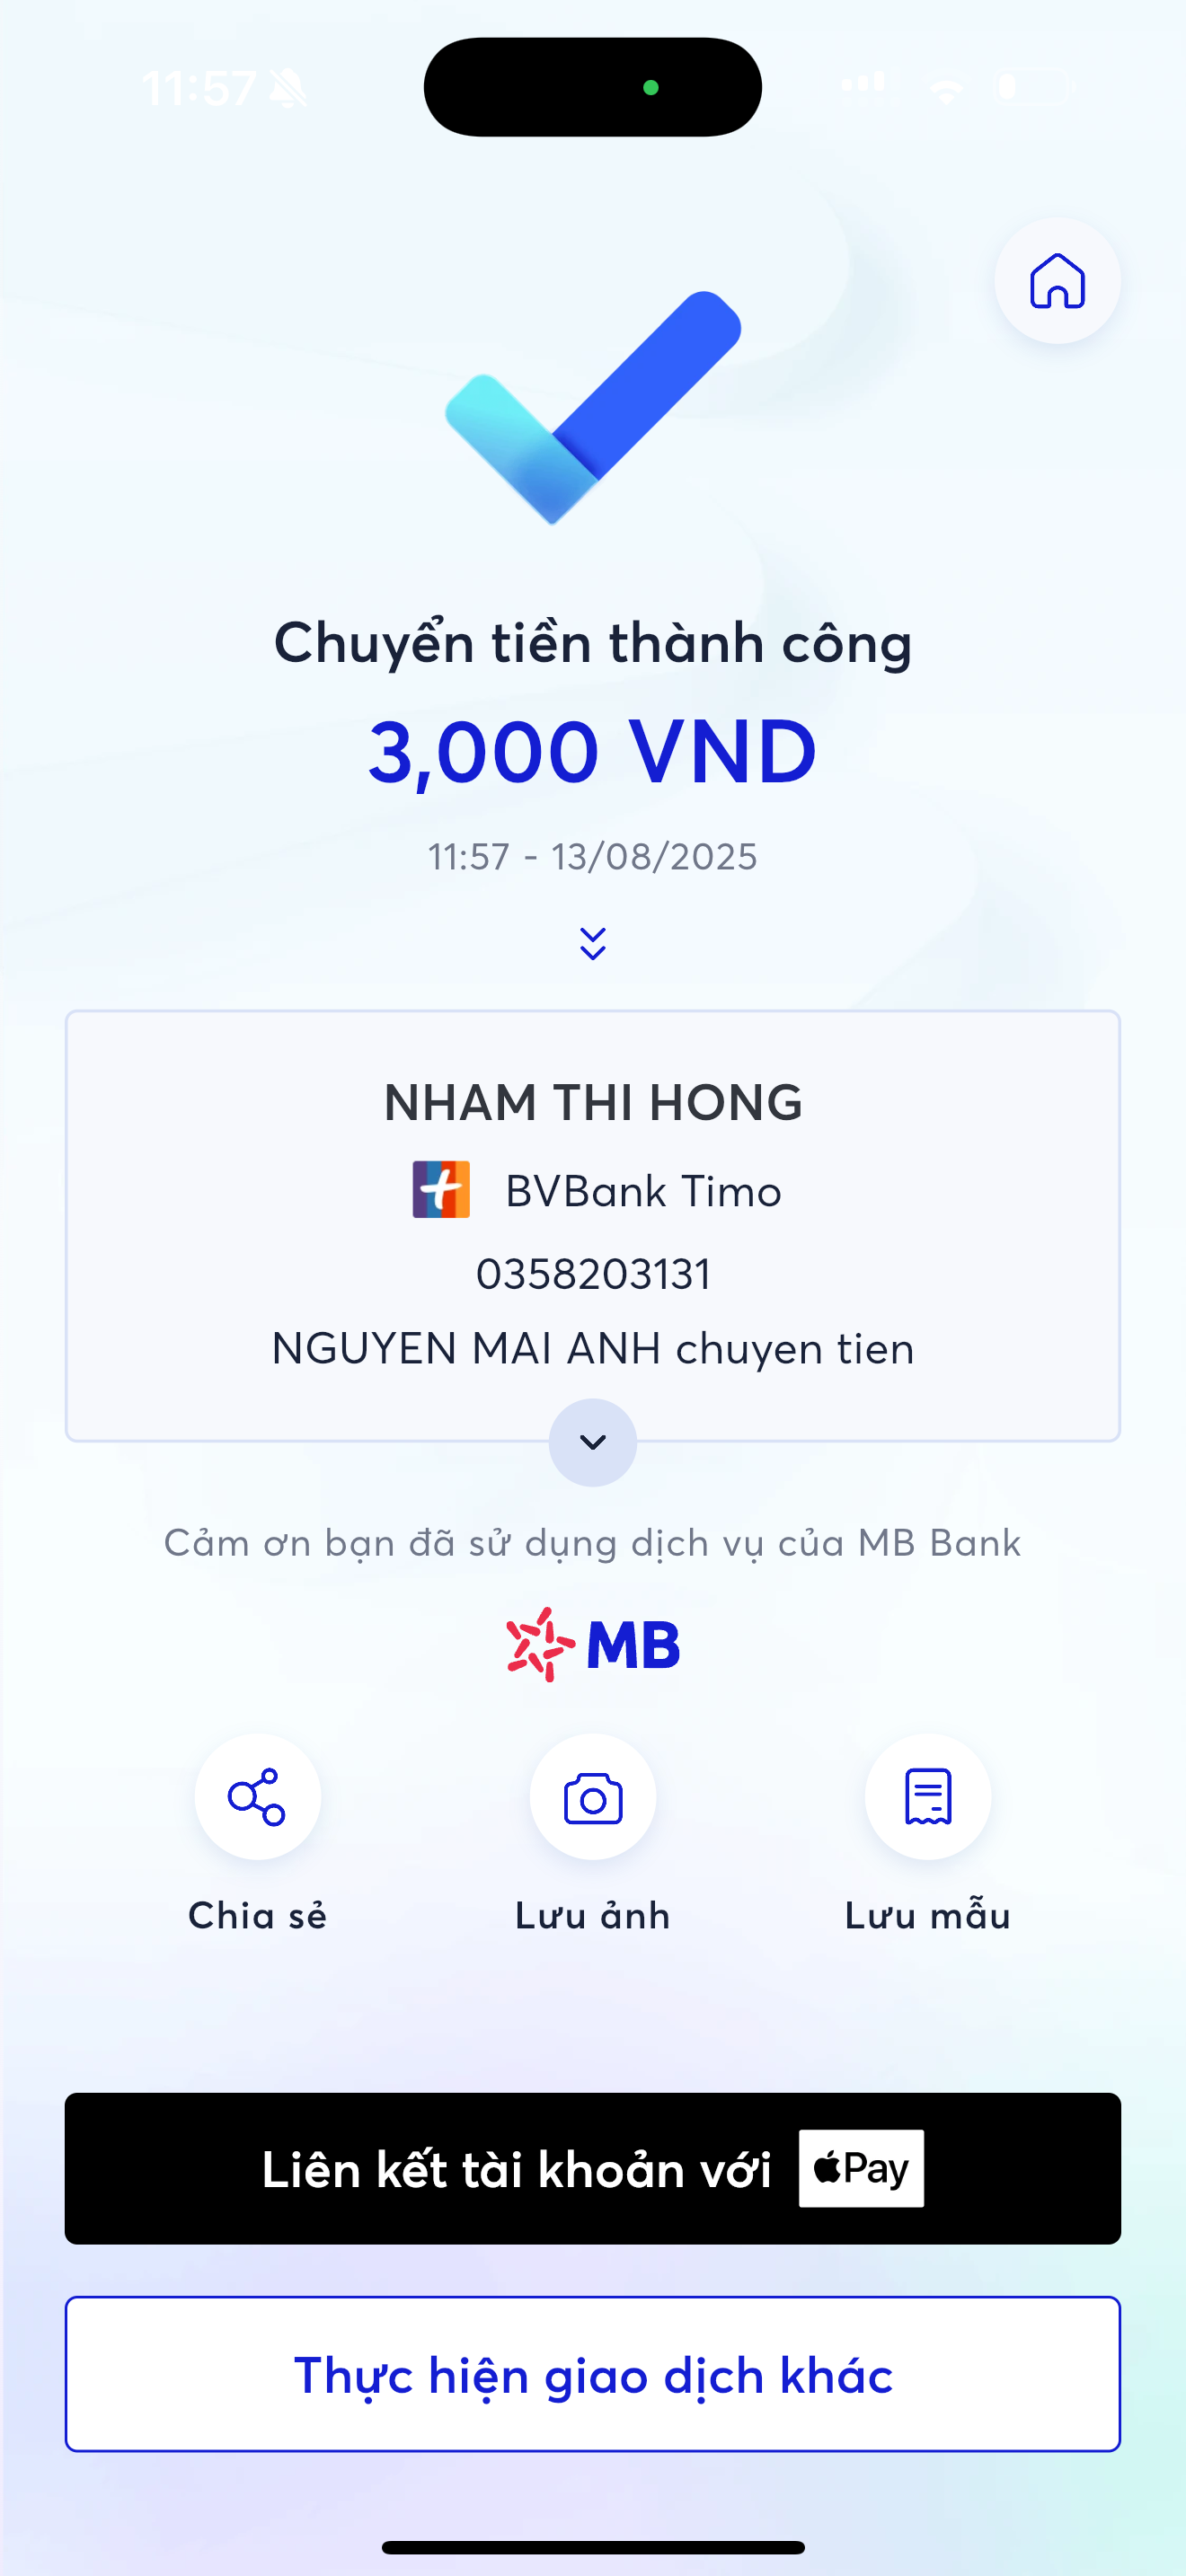 11:57
Chuyển tiền thành công
3,000 VND
11:57 - 13/08/2025
NHAM THI HONG
BVBank Timo
0358203131
NGUYEN MAI ANH chuyen tien
Cảm ơn bạn đã sử dụng dịch vụ của MB Bank
MB
Chia sẻ
Lưu ảnh
Lưu mẫu
Liên kết tài khoản với Pay
Thực hiện giao dịch khác